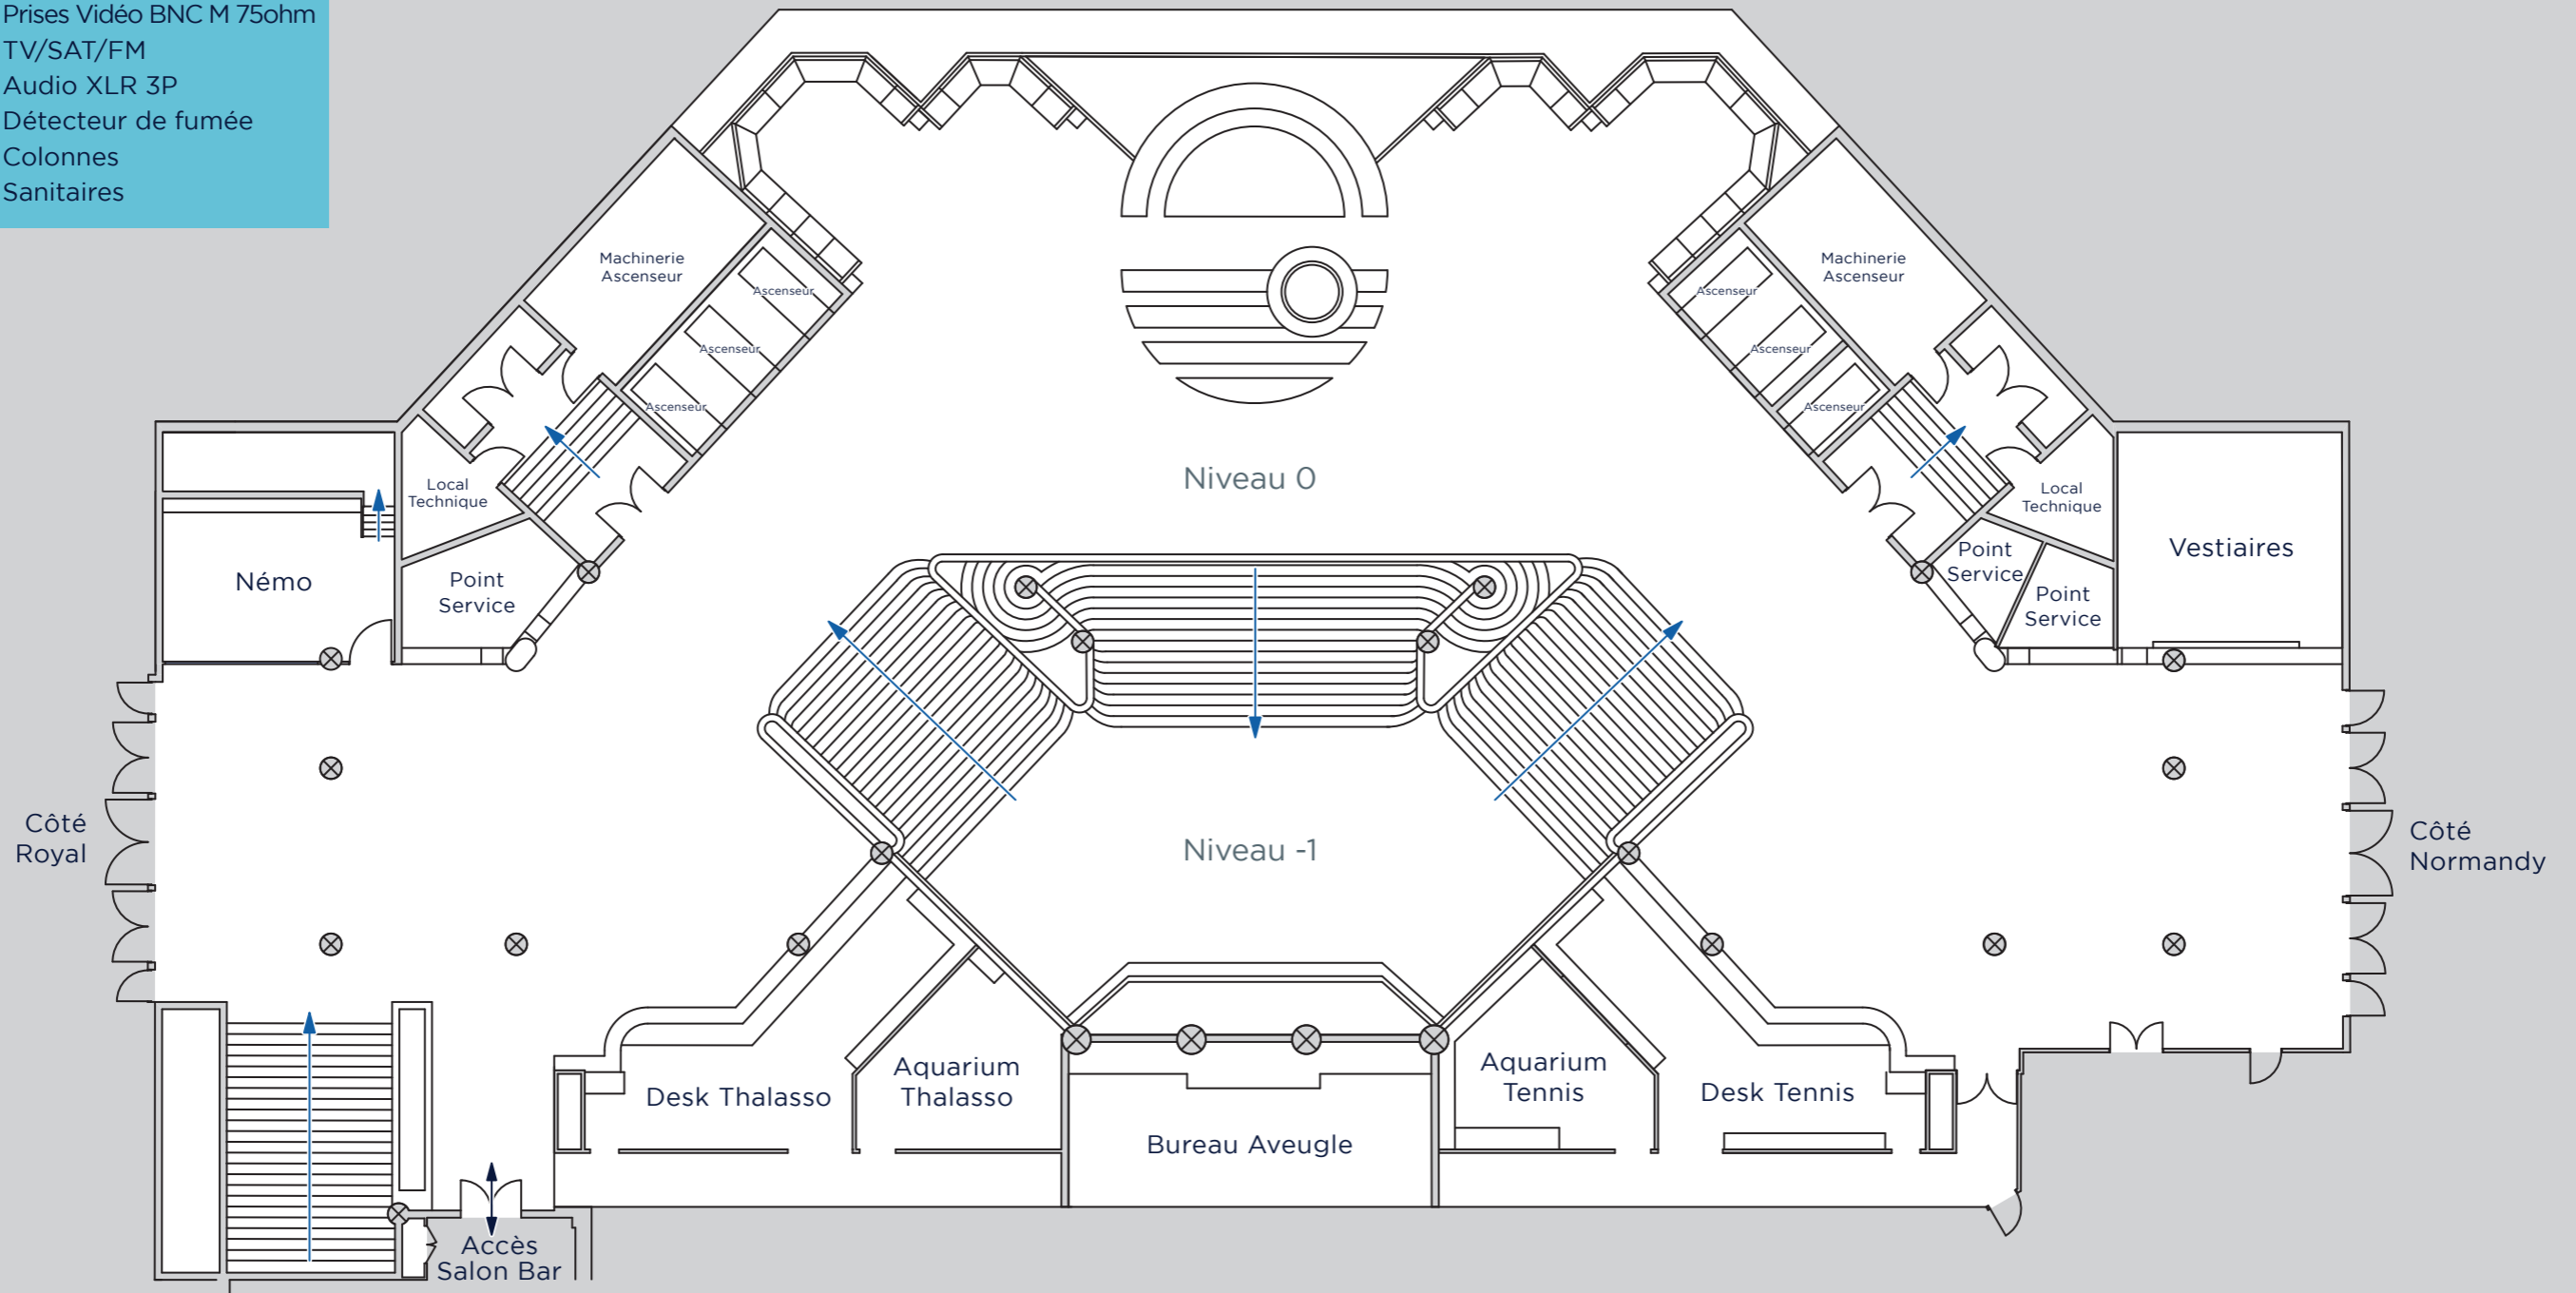 Prises Vidéo BNC M 75ohm
TV/SAT/FM
Audio XLR 3P
Détecteur de fumée
Colonnes
Sanitaires
Machinerie
Ascenseur
Ascenseur
Ascenseur
Ascenseur
Machinerie
Ascenseur
Ascenseur
Ascenseur
Ascenseur
Niveau 0
Local
Technique
Local
Technique
Némo
Point
Service
Point
Service
Point
Service
Vestiaires
Côté
Royal
Niveau -1
Côté
Normandy
Desk Thalasso
Aquarium
Thalasso
Bureau Aveugle
Aquarium
Tennis
Desk Tennis
Accès
Salon Bar